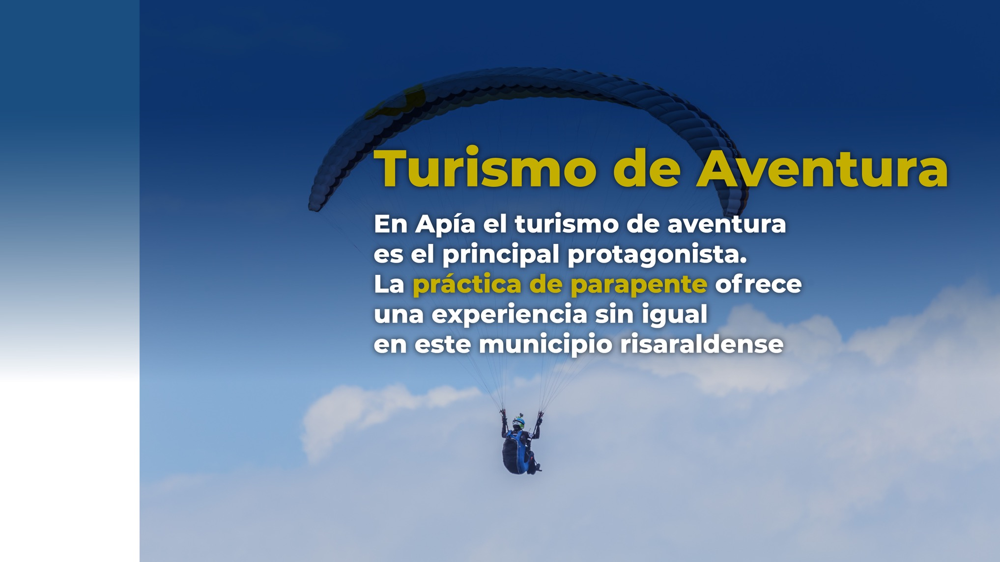 Turismo de Aventura
En Apía el turismo de aventura
es el principal protagonista.
La práctica de parapente ofrece
una experiencia sin igual
en este municipio risaraldense